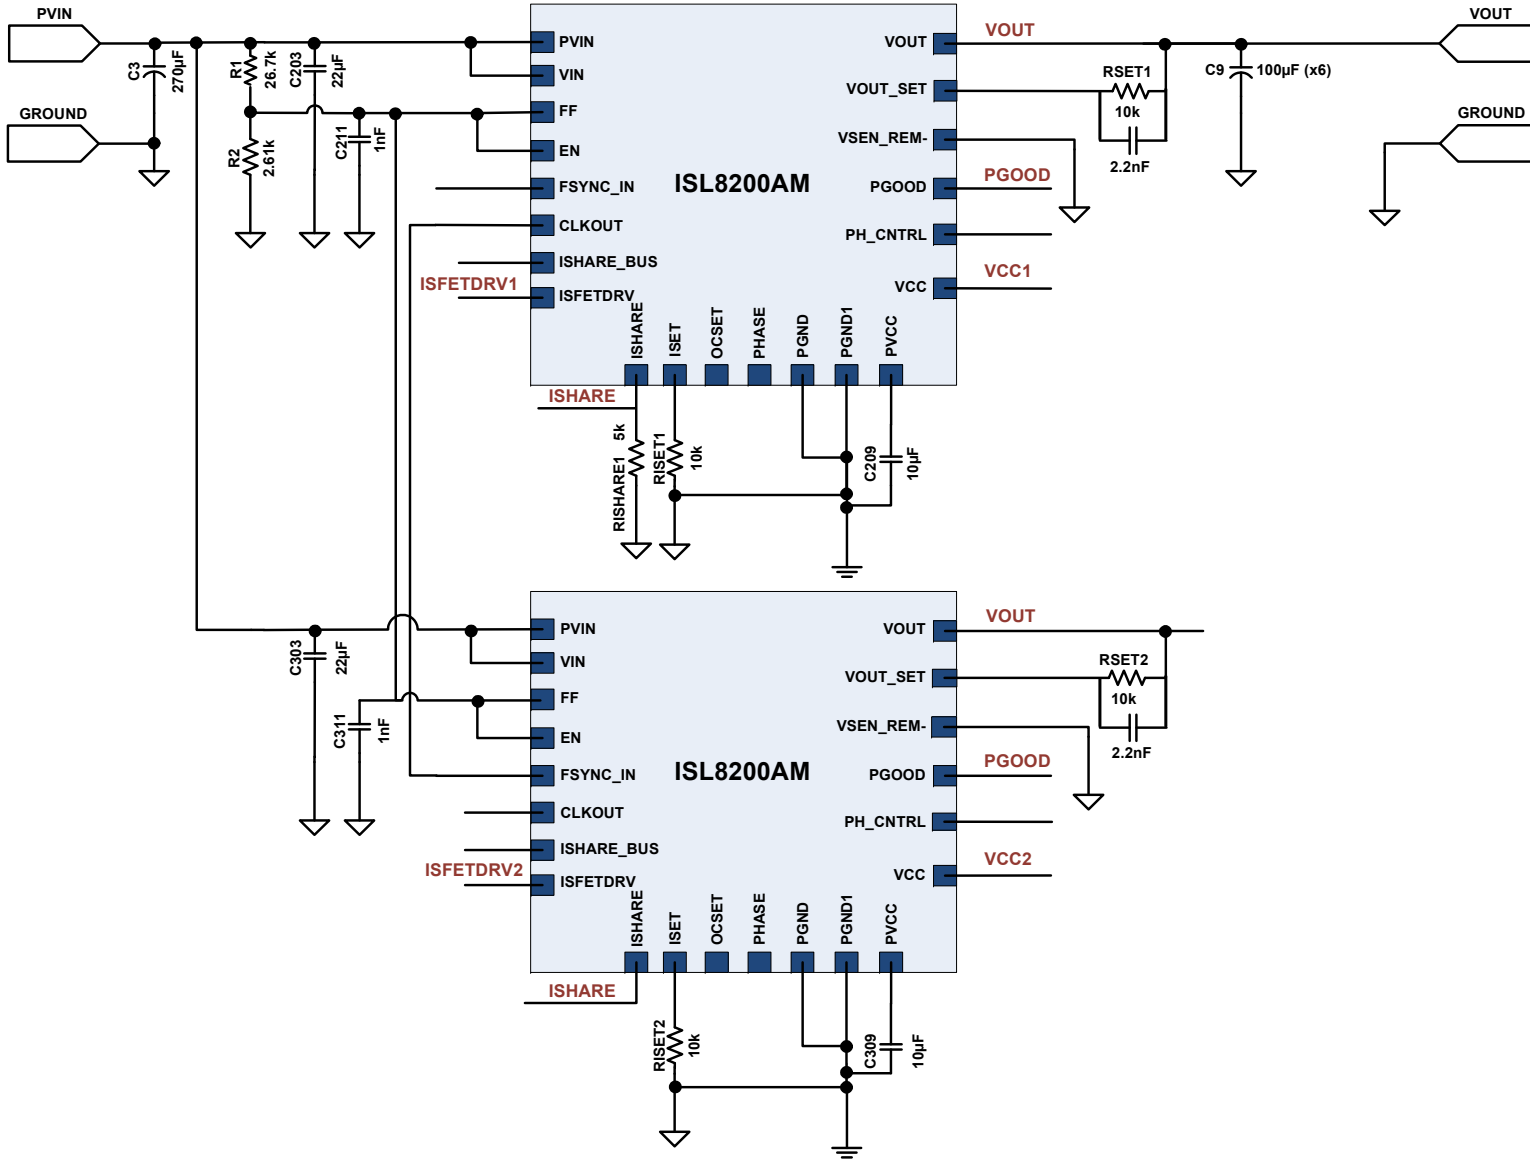 PVIN
GROUND
C3
270µF
R1
26.7k
C203
22µF
R2
2.61k
C211
1nF
PVIN
VIN
FF
EN
FSYNC_IN
CLKOUT
ISHARE_BUS
ISFETDRV1
ISFETDRV
ISL8200AM
VOUT
VOUT_SET
VSEN_REM-
PGOOD
PH_CNTRL
VCC
ISHARE
ISET
OCSET
PHASE
PGND
PGND1
PVCC
VOUT
RSET1
10k
2.2nF
PGOOD
VCC1
C9
100µF (x6)
VOUT
GROUND
ISHARE
RISHARE1
5k
RISET1
10k
C209
10µF
C303
22µF
C311
1nF
PVIN
VIN
FF
EN
FSYNC_IN
CLKOUT
ISHARE_BUS
ISFETDRV2
ISFETDRV
ISL8200AM
VOUT
VOUT_SET
VSEN_REM-
PGOOD
PH_CNTRL
VCC
ISHARE
ISET
OCSET
PHASE
PGND
PGND1
PVCC
VOUT
RSET2
10k
2.2nF
PGOOD
VCC2
ISHARE
RISET2
10k
C309
10µF